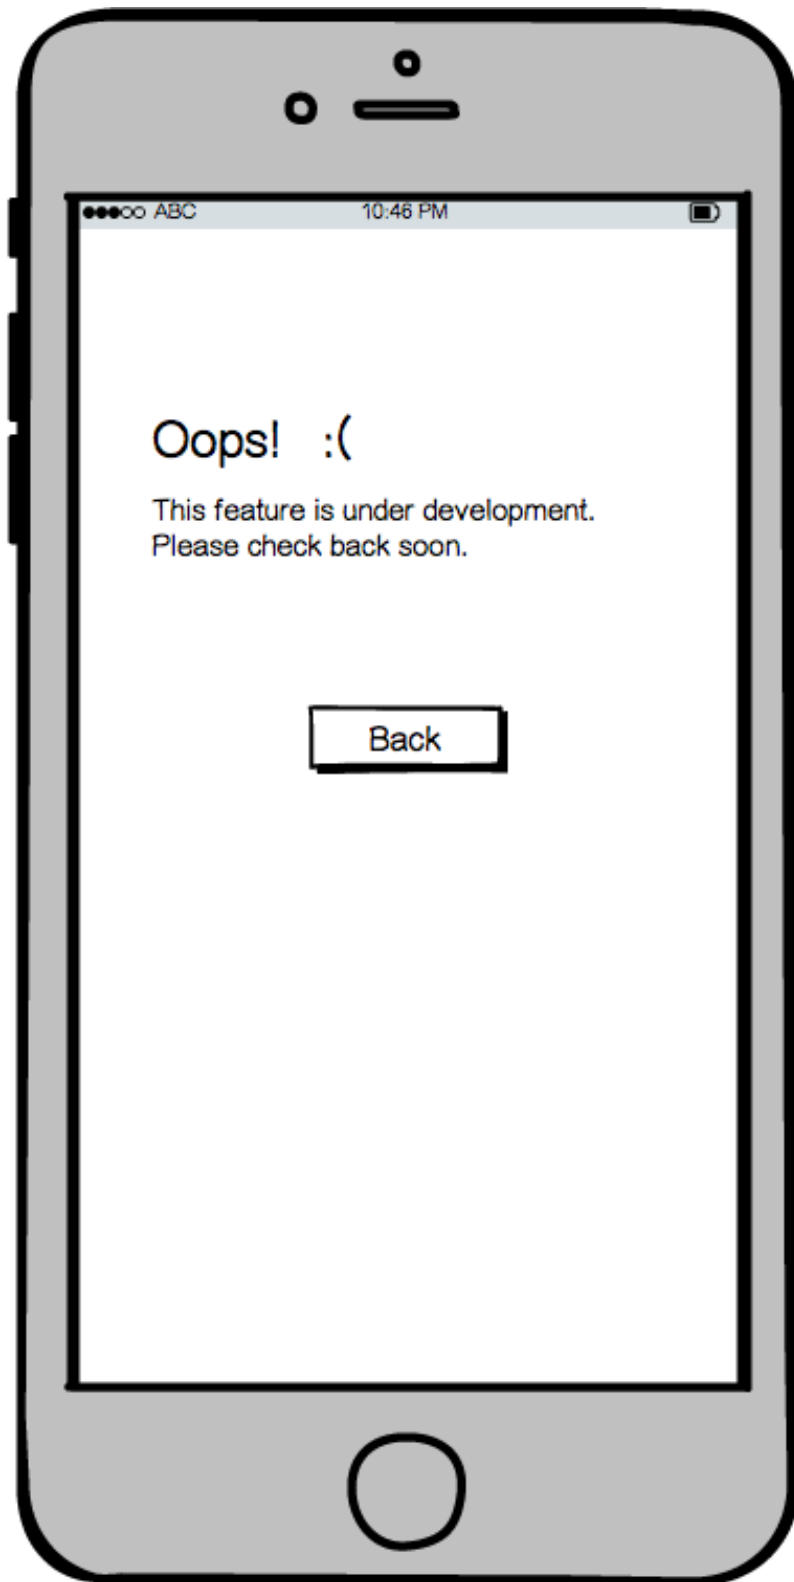 ABC 10:46 PM
Oops! :(
This feature is under development.
Please check back soon.
Back